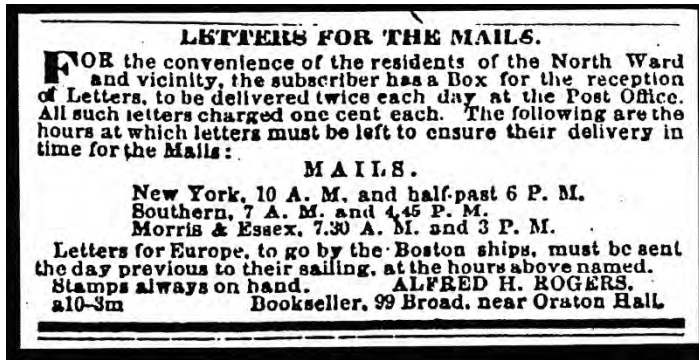 LETTERS FOR THE MAILS.
FOR the convenience of the residents of the North Ward
and vicinity, the subscriber has a Box for the reception
of Letters, to be delivered twice each day at the Post Office.
All such letters charged one cent each. The following are the
hours at which letters must be left to ensure their delivery in
time for the Mails:
MAILS.
New York, 10 A. M. and half-past 6 P. M.
Southern, 7 A. M. and 4,45 P. M.
Morris & Essex, 7.30 A. M. and 3 P. M.
Letters for Europe, to go by the Boston ships, must be sent
the day previous to their sailing, at the hours above named.
Stamps always on hand. ALFRED H. ROGERS,
a10-3m Bookseller, 99 Broad, near Oraton Hall.